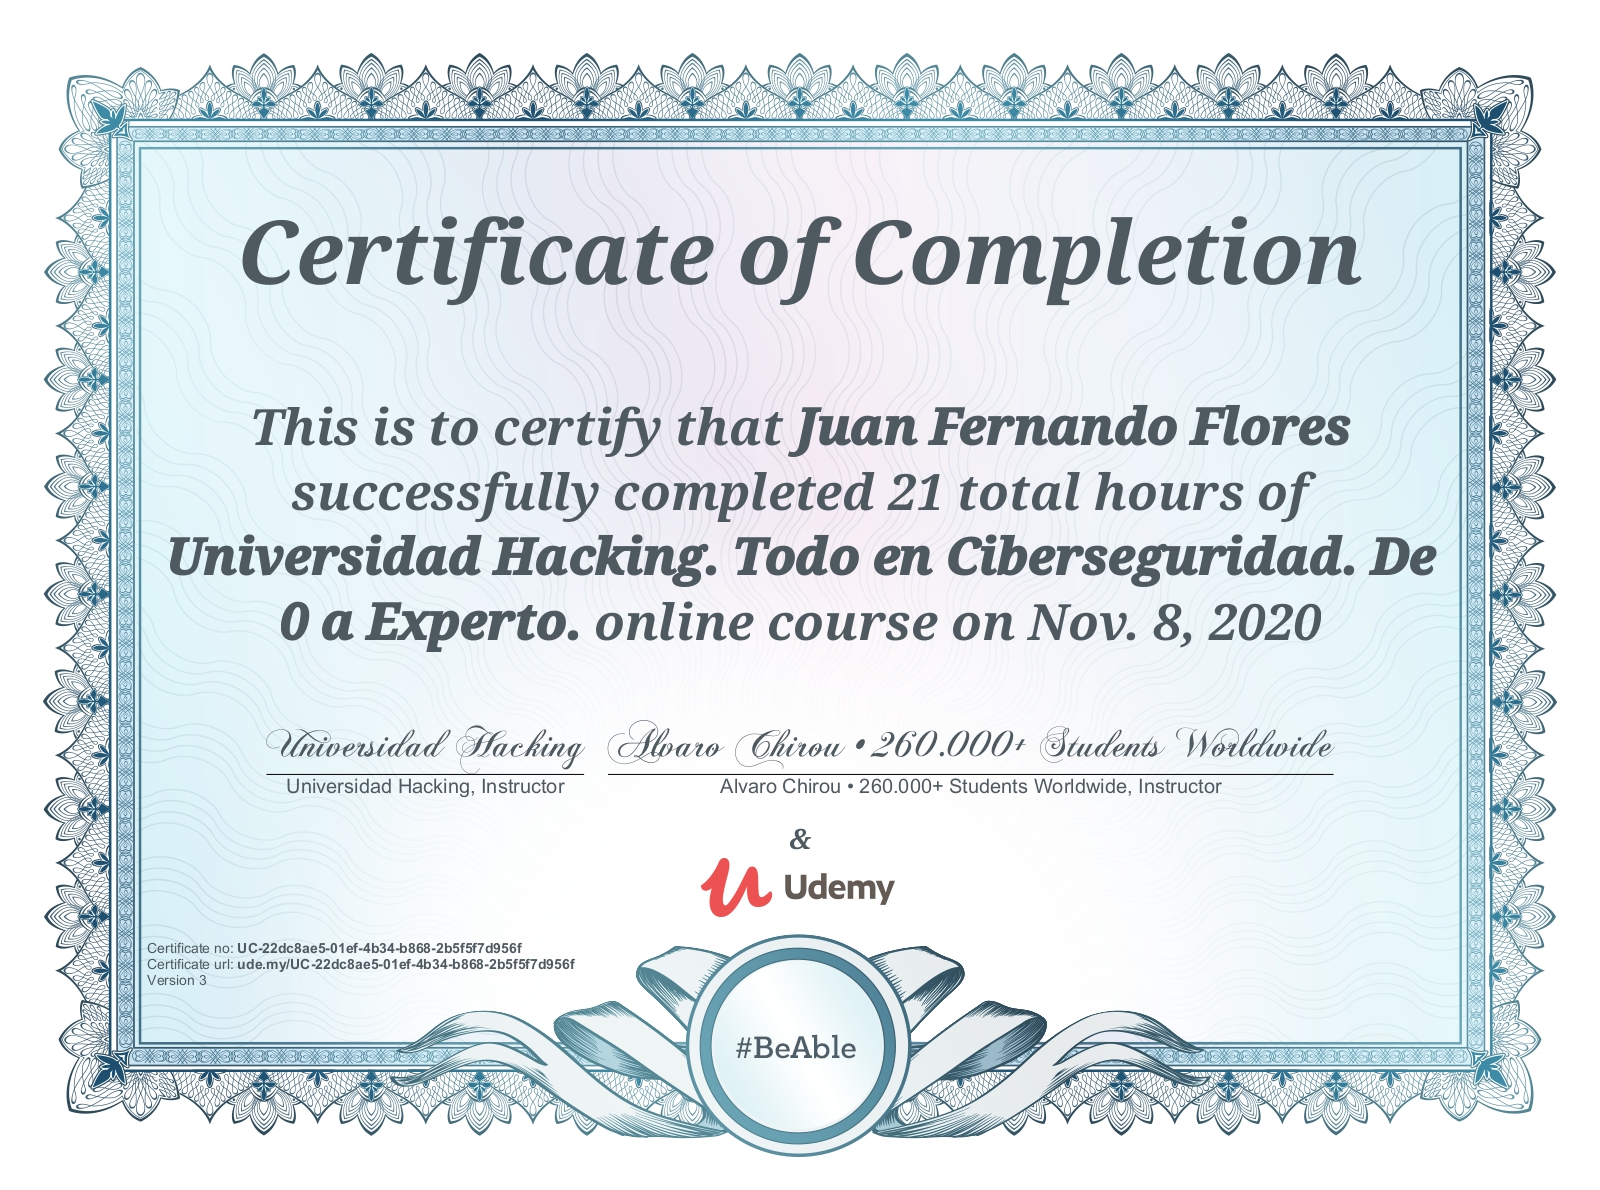 Certificate of Completion
This is to certify that Juan Fernando Flores
successfully completed 21 total hours of
Universidad Hacking. Todo en Ciberseguridad. De
0 a Experto. online course on Nov. 8, 2020
Universidad Hacking
Universidad Hacking, Instructor
Alvaro Chirou • 260.000+ Students Worldwide
Alvaro Chirou • 260.000+ Students Worldwide, Instructor
&
Udemy
Certificate no: UC-22dc8ae5-01ef-4b34-b868-2b5f5f7d956f
Certificate url: ude.my/UC-22dc8ae5-01ef-4b34-b868-2b5f5f7d956f
Version 3
#BeAble